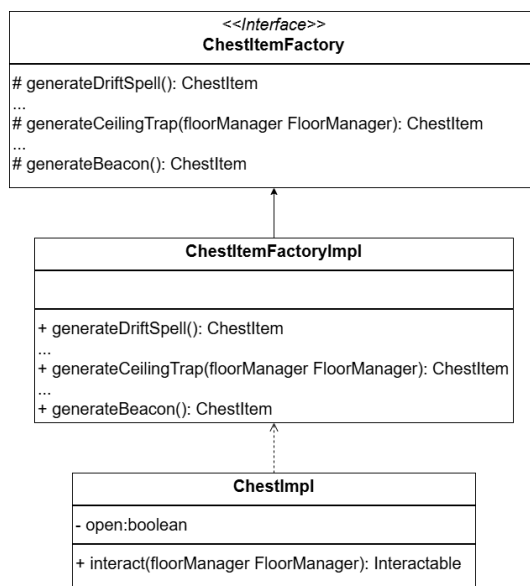 <<Interface>>
ChestItemFactory
# generateDriftSpell(): ChestItem
...
# generateCeilingTrap(floorManager FloorManager): ChestItem
...
# generateBeacon(): ChestItem
ChestItemFactoryImpl
+ generateDriftSpell(): ChestItem
...
+ generateCeilingTrap(floorManager FloorManager): ChestItem
...
+ generateBeacon(): ChestItem
ChestImpl
- open:boolean
+ interact(floorManager FloorManager): Interactable